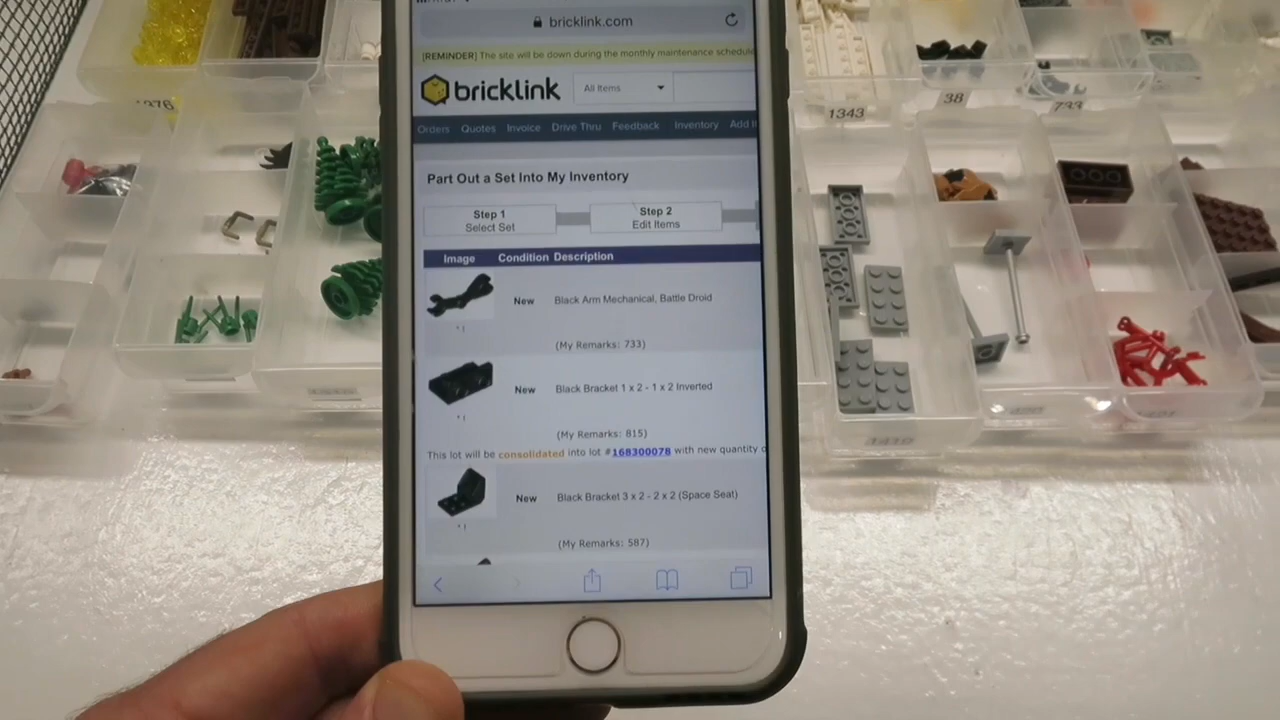 bricklink.com
[REMINDER] The site will be down during the monthly maintenance schedule
bricklink
All Items
Orders Quotes Invoice Drive Thru Feedback Inventory Add
Part Out a Set Into My Inventory
Step 1
Select Set
Step 2
Edit Items
Image Condition Description
New Black Arm Mechanical, Battle Droid
(My Remarks: 733)
New Black Bracket 1 x 2 - 1 x 2 Inverted
(My Remarks: 815)
This lot will be consolidated into lot #168300078 with new quantity
New Black Bracket 3 x 2 - 2 x 2 (Space Seat)
(My Remarks: 587)
1343
38
733
1410